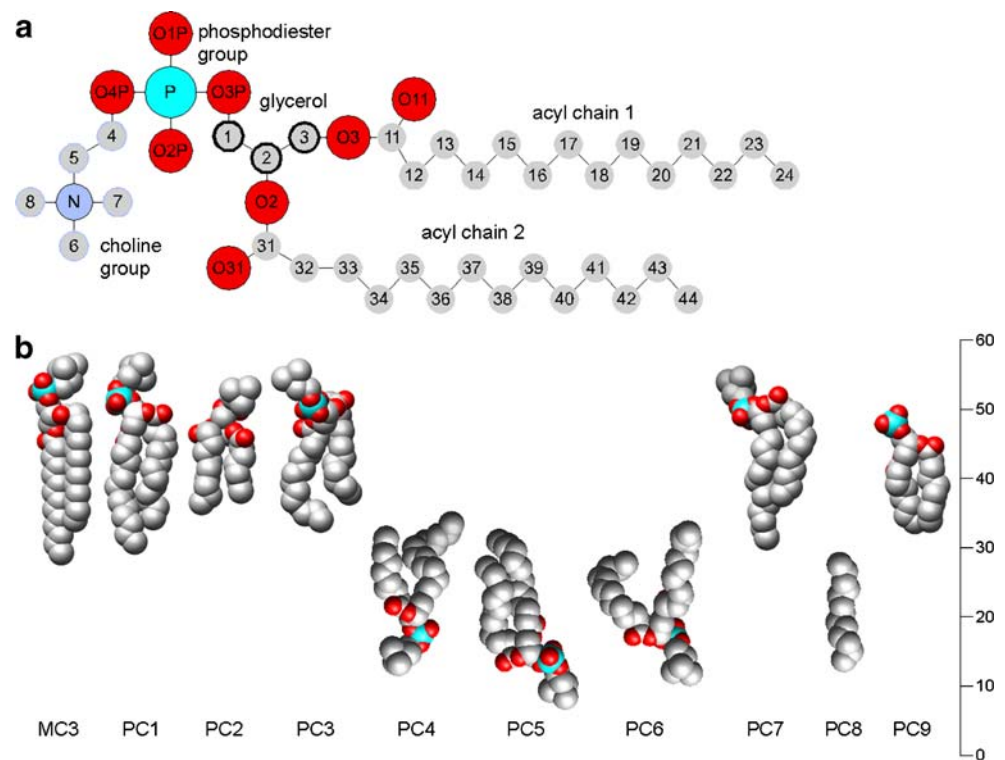 a
O1P
phosphodiester
group
O4P P O3P
glycerol
O11
acyl chain 1
4 O2P 1 2 3 O3 11
13 15 17 19 21 23
12 14 16 18 20 22 24
5
8 N 7
O2
6
choline
group
31
acyl chain 2
O31 32 33 35 37 39 41 43
34 36 38 40 42 44
b
60
50
40
30
20
10
0
MC3 PC1 PC2 PC3 PC4 PC5 PC6 PC7 PC8 PC9